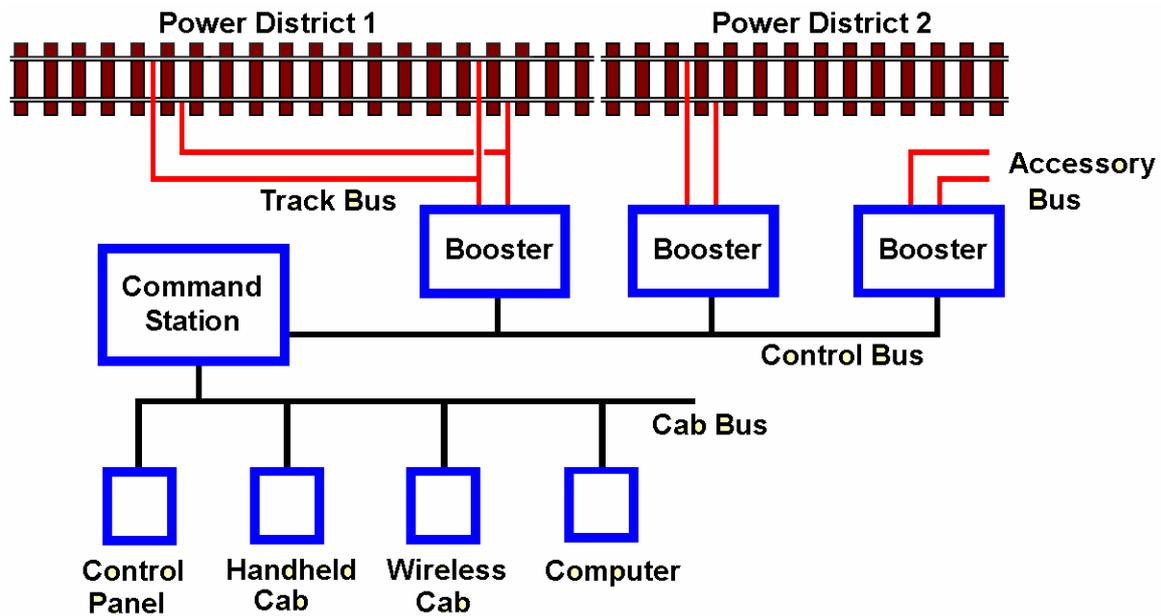 Power District 1
Power District 2
Accessory
Bus
Track Bus
Booster
Booster
Booster
Command
Station
Control Bus
Cab Bus
Control
Panel
Handheld
Cab
Wireless
Cab
Computer